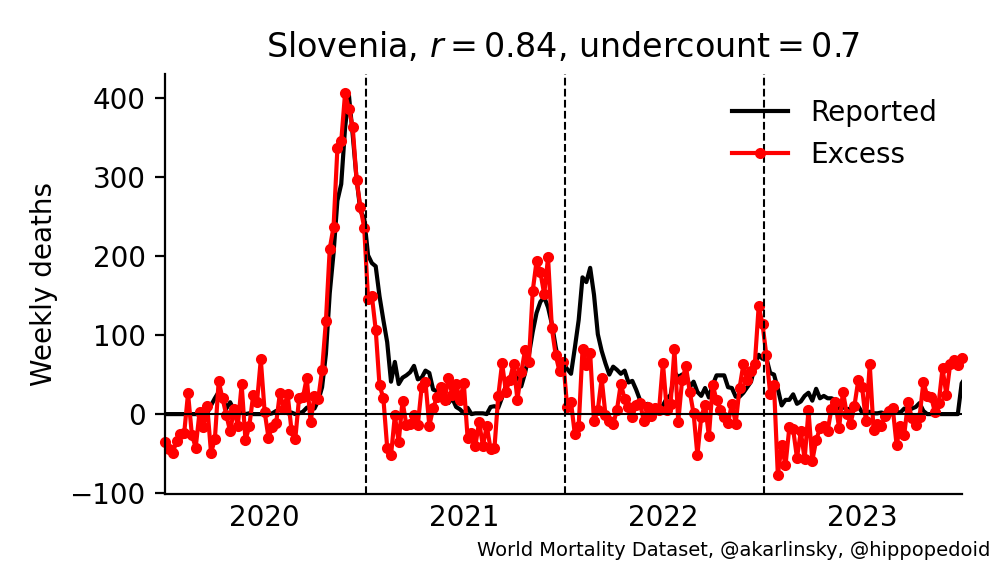 Slovenia, r = 0.84, undercount = 0.7
Weekly deaths
400
300
200
100
0
−100
Reported
Excess
2020 2021 2022 2023
World Mortality Dataset, @akarlinsky, @hippopedoid